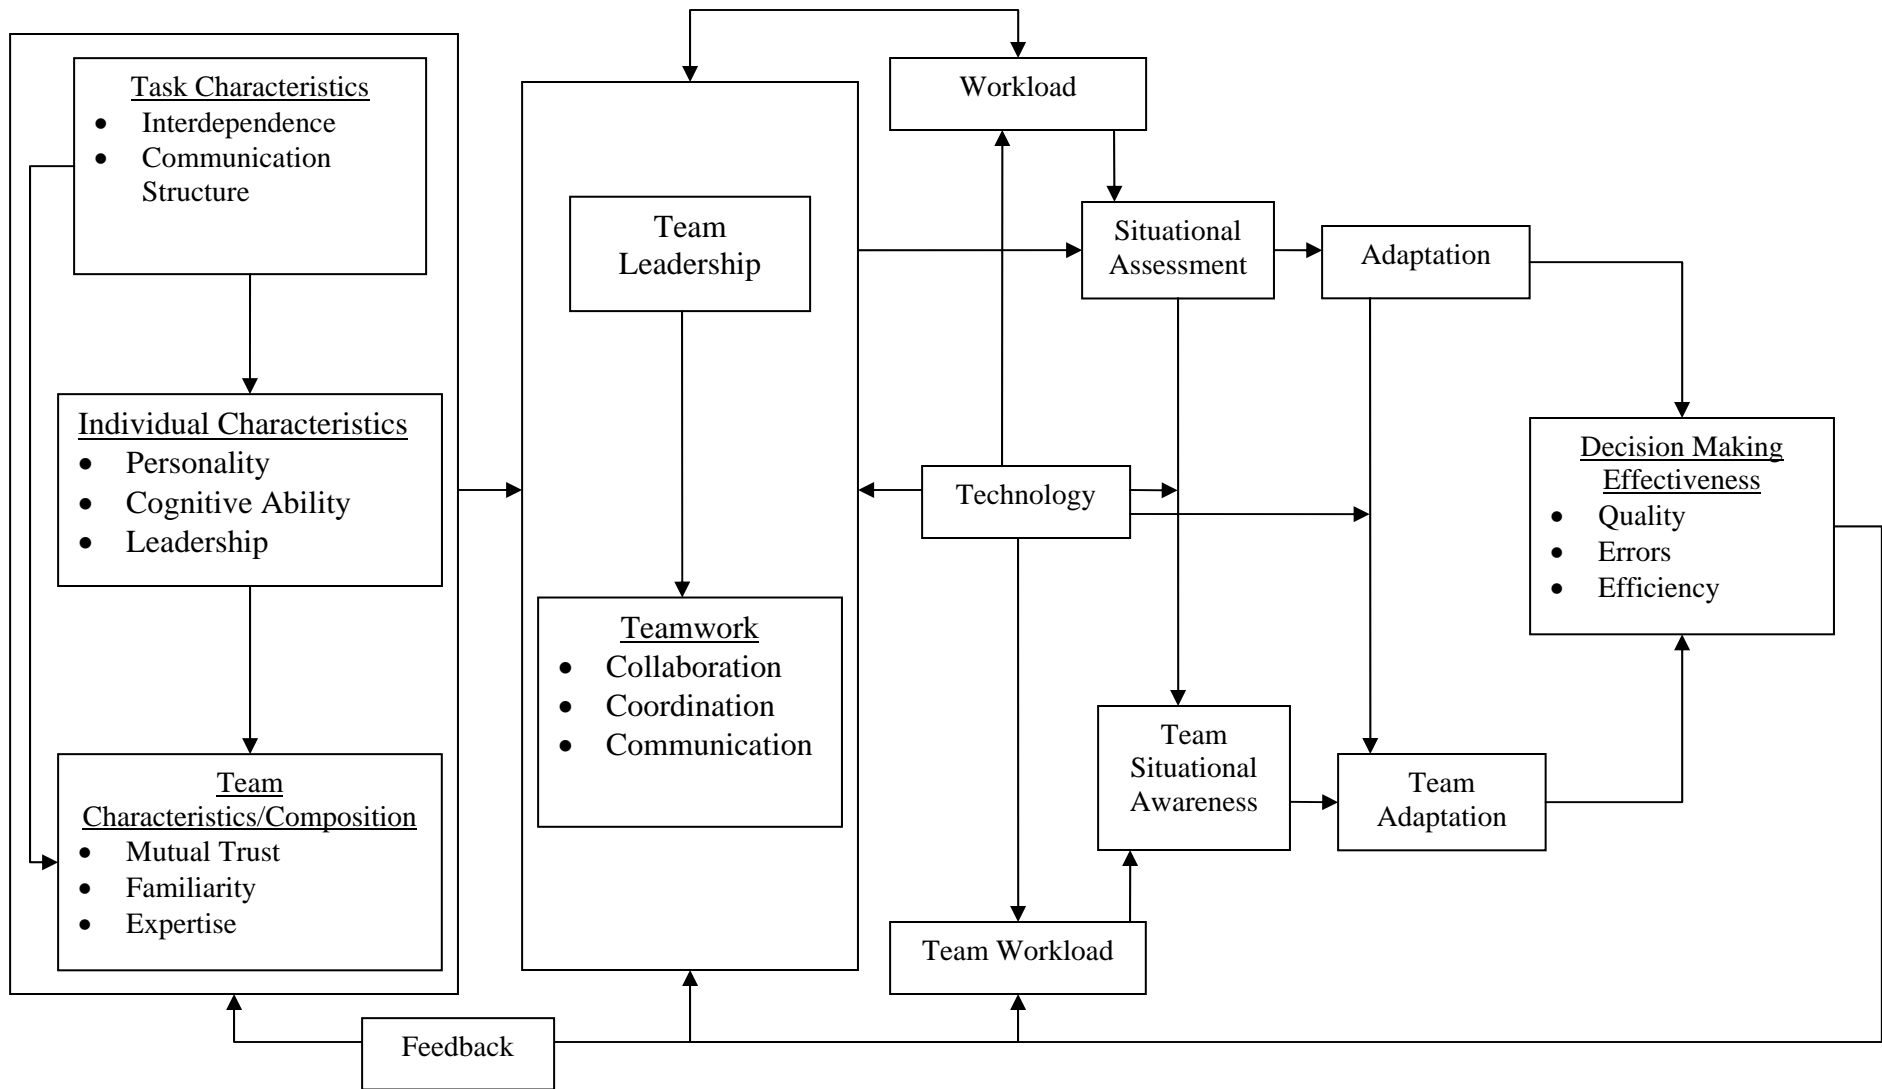 Task Characteristics
• Interdependence
• Communication
Structure
Individual Characteristics
• Personality
• Cognitive Ability
• Leadership
Team
Characteristics/Composition
• Mutual Trust
• Familiarity
• Expertise
Feedback
Team
Leadership
Teamwork
• Collaboration
• Coordination
• Communication
Workload
Technology
Team Workload
Situational
Assessment
Team
Situational
Awareness
Adaptation
Team
Adaptation
Decision Making
Effectiveness
• Quality
• Errors
• Efficiency